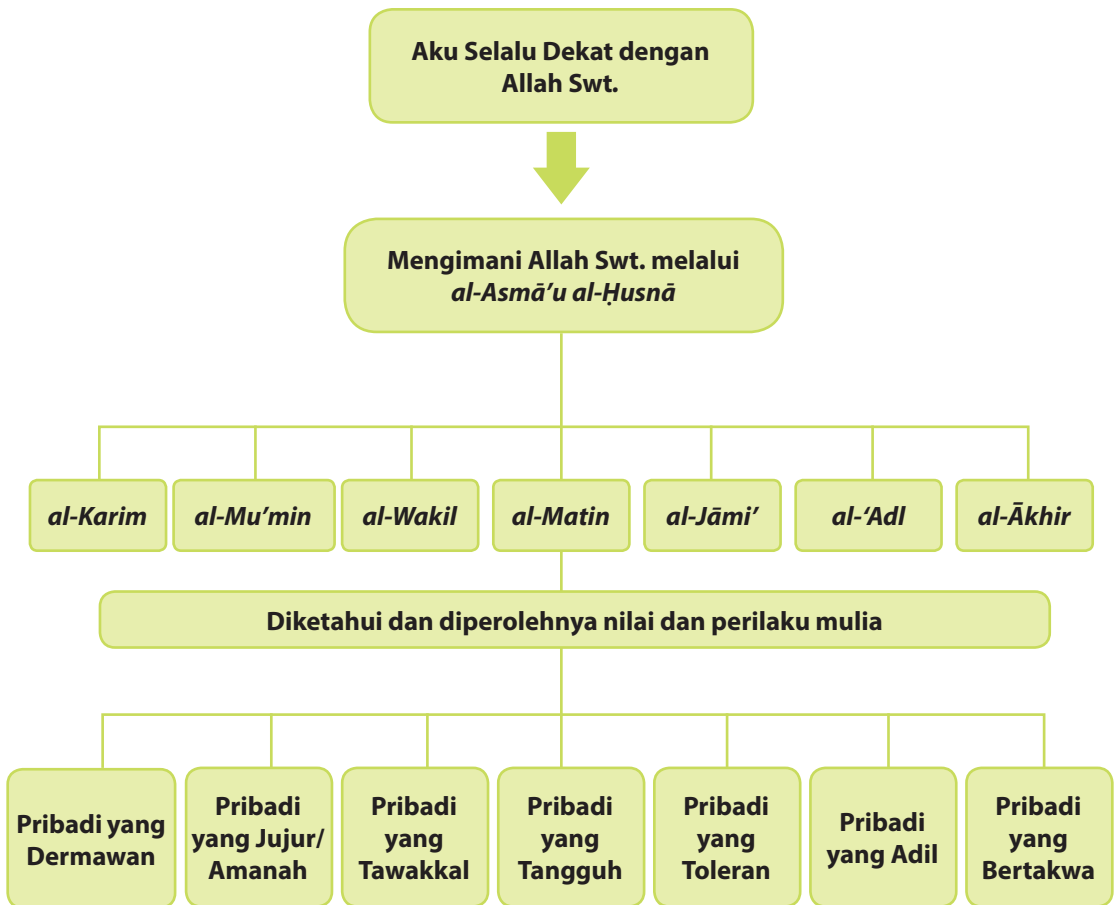 Aku Selalu Dekat dengan
Allah Swt.
Mengimani Allah Swt. melalui
al-Asmā'u al-Ḥusnā
al-Karim
al-Mu'min
al-Wakil
al-Matin
al-Jāmi'
al-‘Adl
al-Ākhir
Diketahui dan diperolehnya nilai dan perilaku mulia
Pribadi yang
Dermawan
Pribadi
yang Jujur/
Amanah
Pribadi
yang
Tawakkal
Pribadi
yang
Tangguh
Pribadi
yang
Toleran
Pribadi
yang Adil
Pribadi
yang
Bertakwa